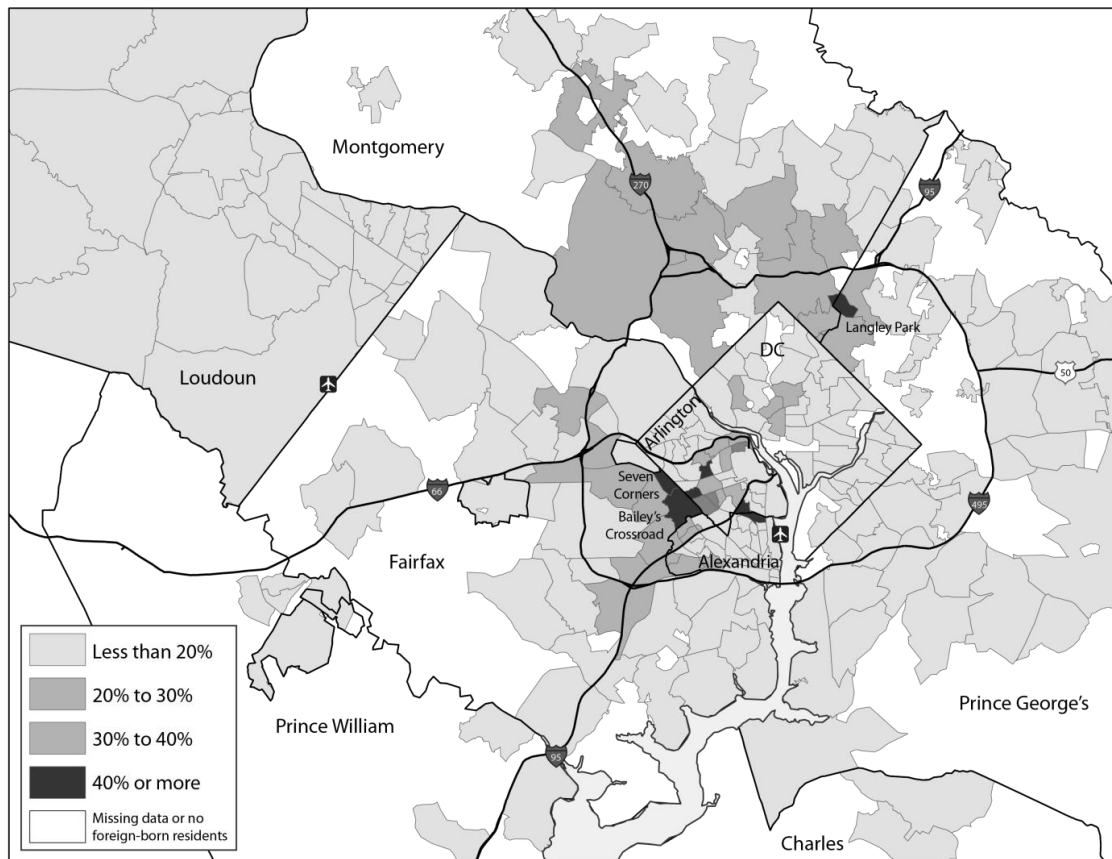 Montgomery
270
95
Langley Park
DC
50
Loudoun
Arlington
66
Seven
Corners
Bailey's
Crossroad
495
Fairfax
Alexandria
Less than 20%
20% to 30%
30% to 40%
40% or more
Missing data or no
foreign-born residents
Prince William
Prince George's
95
Charles